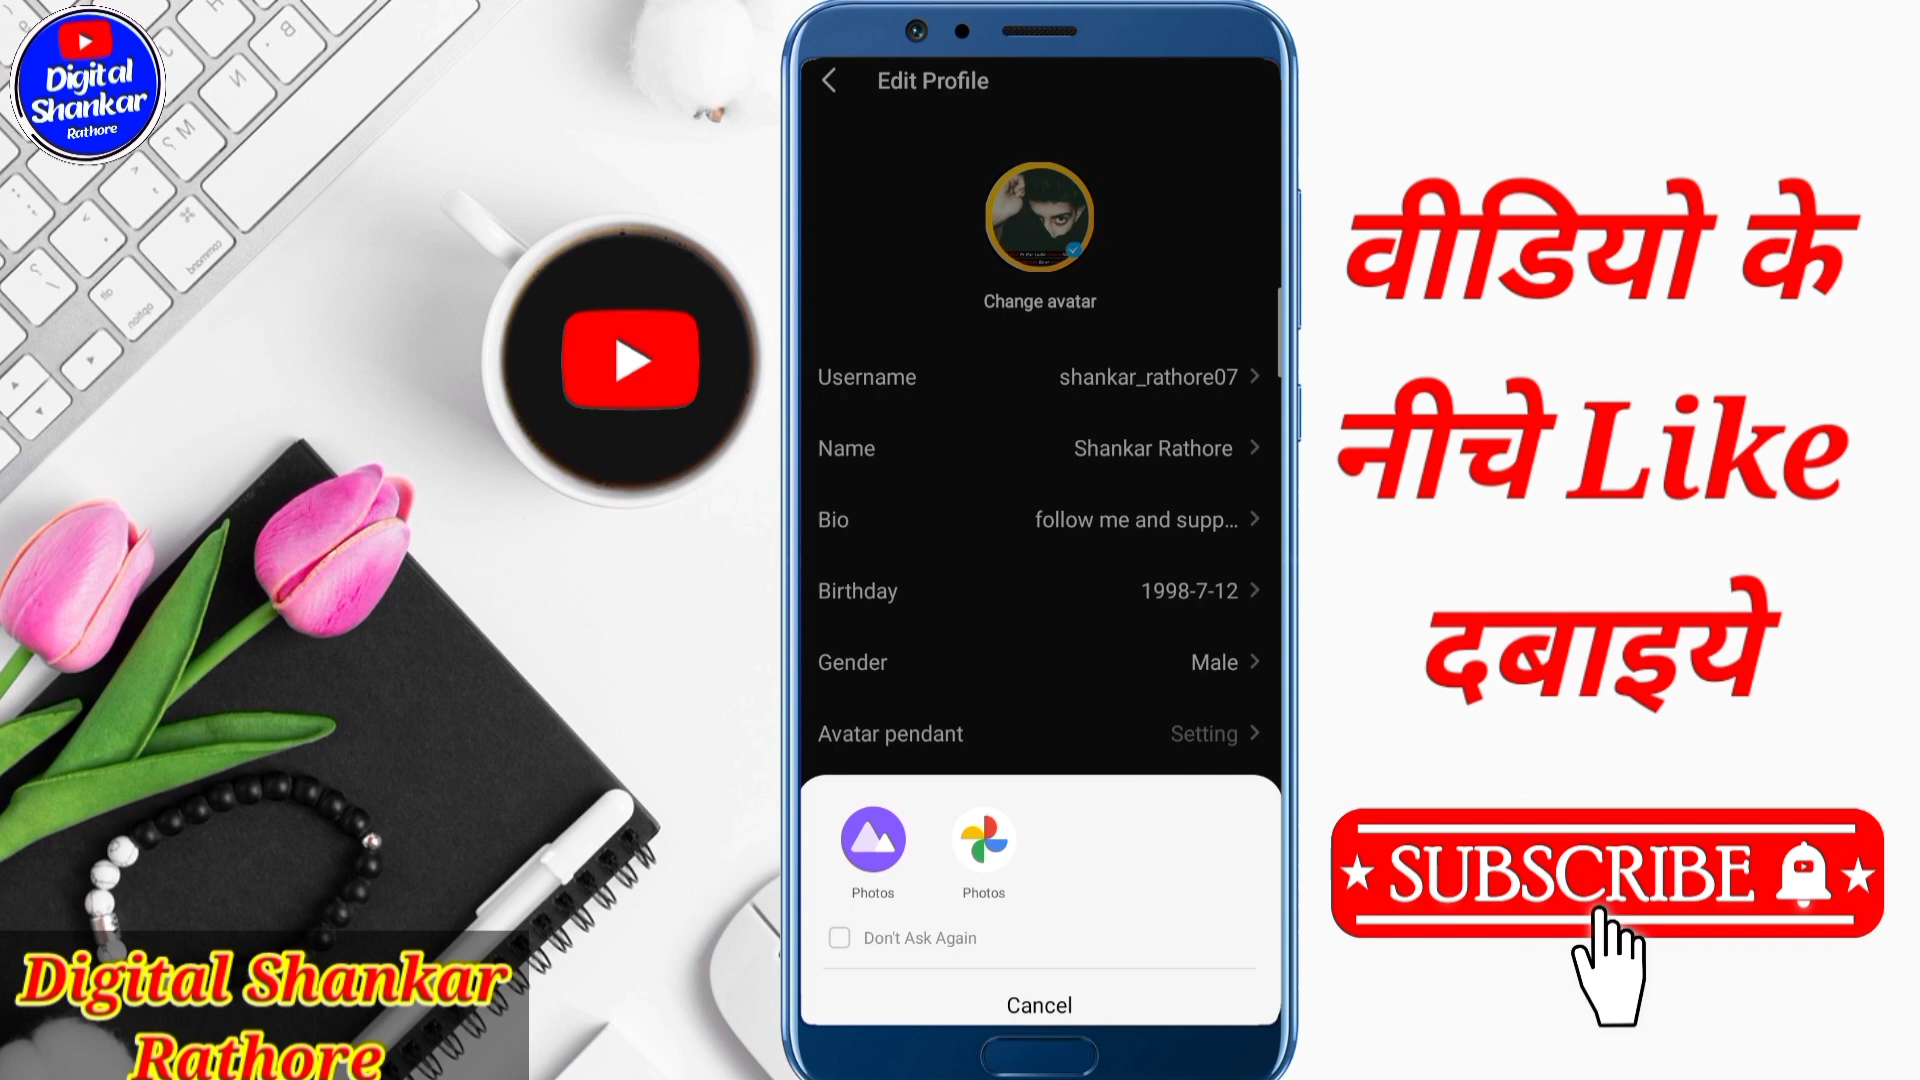 Digital
Shankar
Rathore
Edit Profile
Change avatar
Username shankar_rathore07
Name Shankar Rathore
Bio follow me and supp...
Birthday 1998-7-12
Gender Male
Avatar pendant Setting
Photos Photos
Don't Ask Again
Cancel
वीडियो के
नीचे Like
दबाइये
SUBSCRIBE
Digital Shankar
Rathore